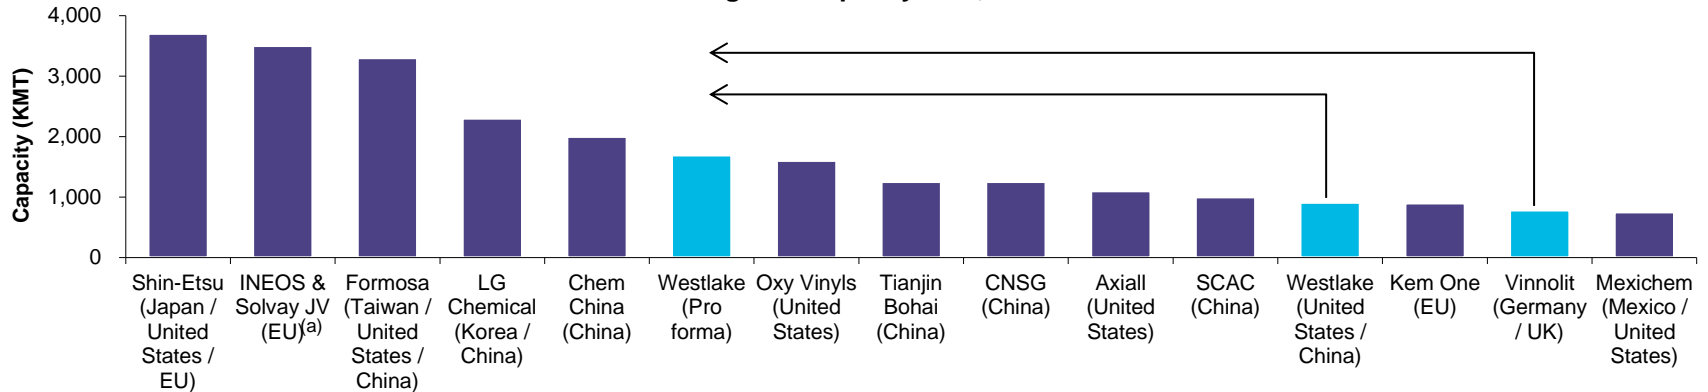 4,000
3,000
2,000
1,000
0
Capacity (KMT)
Shin-Etsu
(Japan /
United
States /
EU)
INEOS &
Solvay JV
(EU)(a)
Formosa
(Taiwan /
United
States /
China)
LG
Chemical
(Korea /
China)
Chem
China
(China)
Westlake
(Pro
forma)
Oxy Vinyls
(United
States)
Tianjin
Bohai
(China)
CNSG
(China)
Axiall
(United
States)
SCAC
(China)
Westlake
(United
States /
China)
Kem One
(EU)
Vinnolit
(Germany
/ UK)
Mexichem
(Mexico /
United
States)